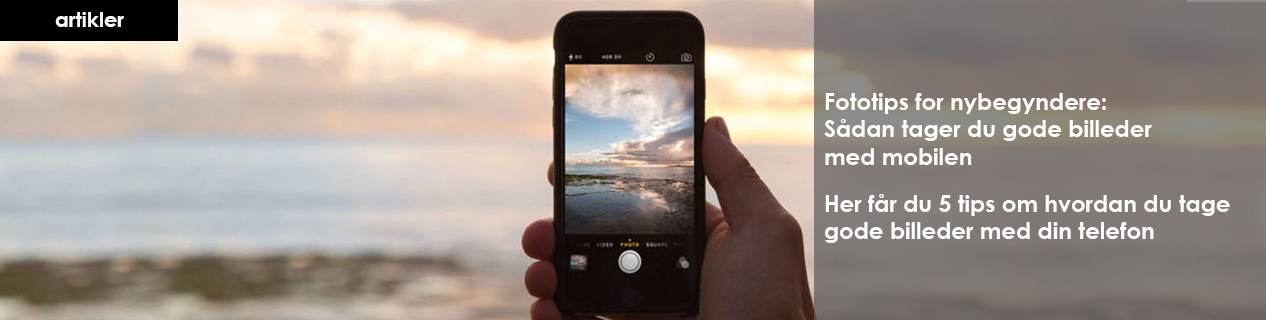 artikler
OFF
HDR Off
VIDEO
PHOTO
SQUARE
Fototips for nybegyndere:
Sådan tager du gode billeder
med mobilen
Her får du 5 tips om hvordan du tage
gode billeder med din telefon